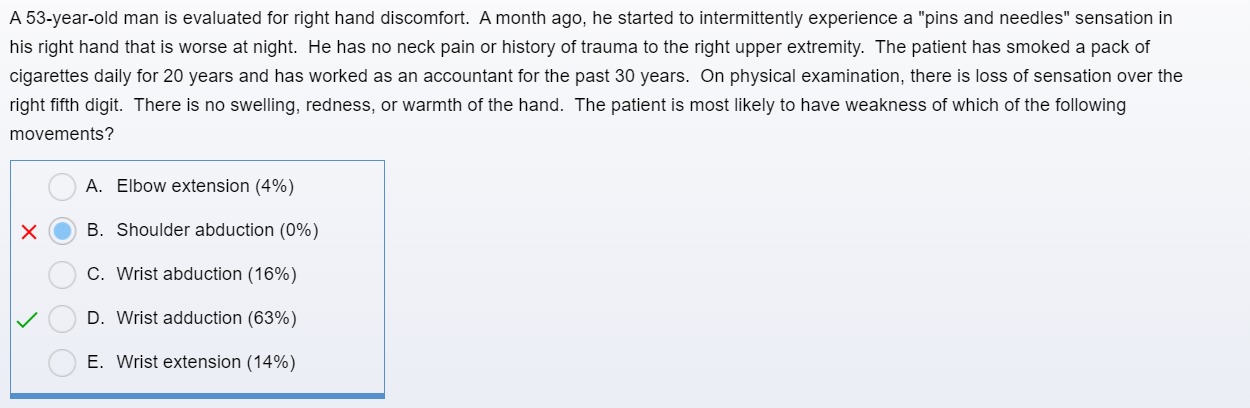 A 53-year-old man is evaluated for right hand discomfort.  A month ago, he started to intermittently experience a "pins and needles" sensation in
his right hand that is worse at night.  He has no neck pain or history of trauma to the right upper extremity.  The patient has smoked a pack of
cigarettes daily for 20 years and has worked as an accountant for the past 30 years.  On physical examination, there is loss of sensation over the
right fifth digit.  There is no swelling, redness, or warmth of the hand.  The patient is most likely to have weakness of which of the following
movements?
A. Elbow extension (4%)
B. Shoulder abduction (0%)
C. Wrist abduction (16%)
D. Wrist adduction (63%)
E. Wrist extension (14%)